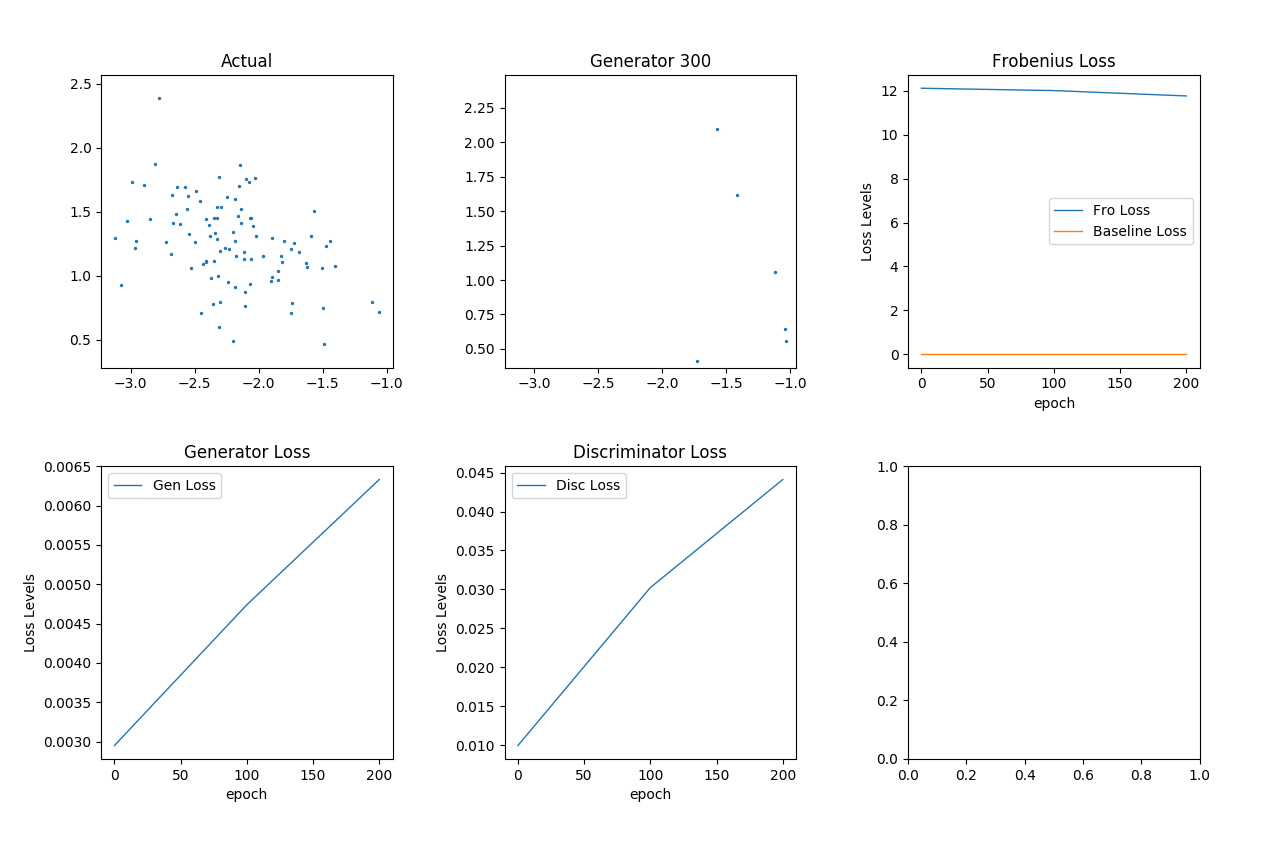 Actual
2.5
2.0
1.5
1.0
0.5
−3.0 −2.5 −2.0 −1.5 −1.0
Generator 300
2.25
2.00
1.75
1.50
1.25
1.00
0.75
0.50
−3.0 −2.5 −2.0 −1.5 −1.0
Frobenius Loss
Loss Levels
12
10
8
6
4
2
0
Fro Loss
Baseline Loss
0 50 100 150 200
epoch
Generator Loss
Loss Levels
0.0065
0.0060
0.0055
0.0050
0.0045
0.0040
0.0035
0.0030
Gen Loss
0 50 100 150 200
epoch
Discriminator Loss
Loss Levels
0.045
0.040
0.035
0.030
0.025
0.020
0.015
0.010
Disc Loss
0 50 100 150 200
epoch
1.0
0.8
0.6
0.4
0.2
0.0
0.0 0.2 0.4 0.6 0.8 1.0